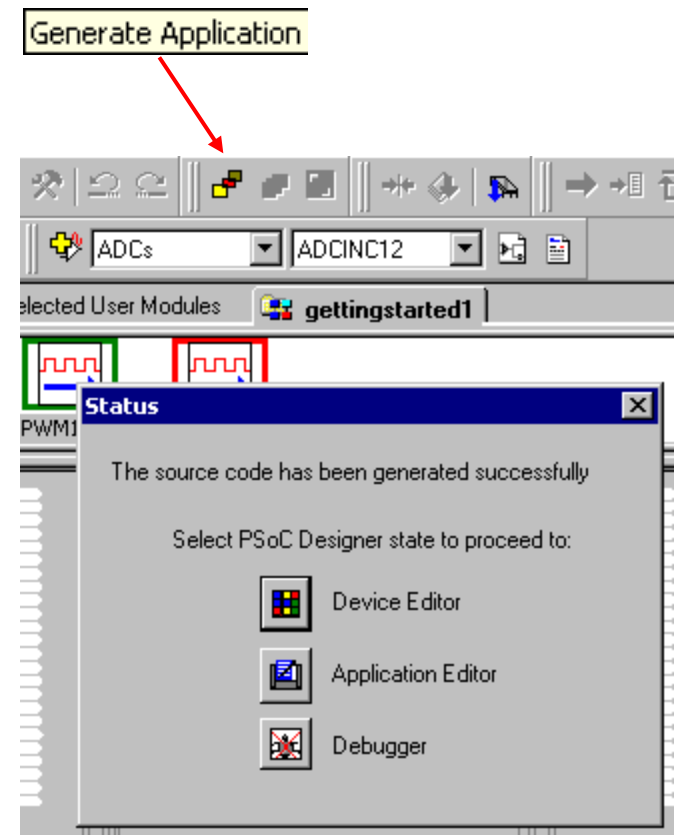 Generate Application
ADCs ADCINC12
elected User Modules gettingstarted1
PWM1
Status
The source code has been generated successfully
Select PSoC Designer state to proceed to:
Device Editor
Application Editor
Debugger